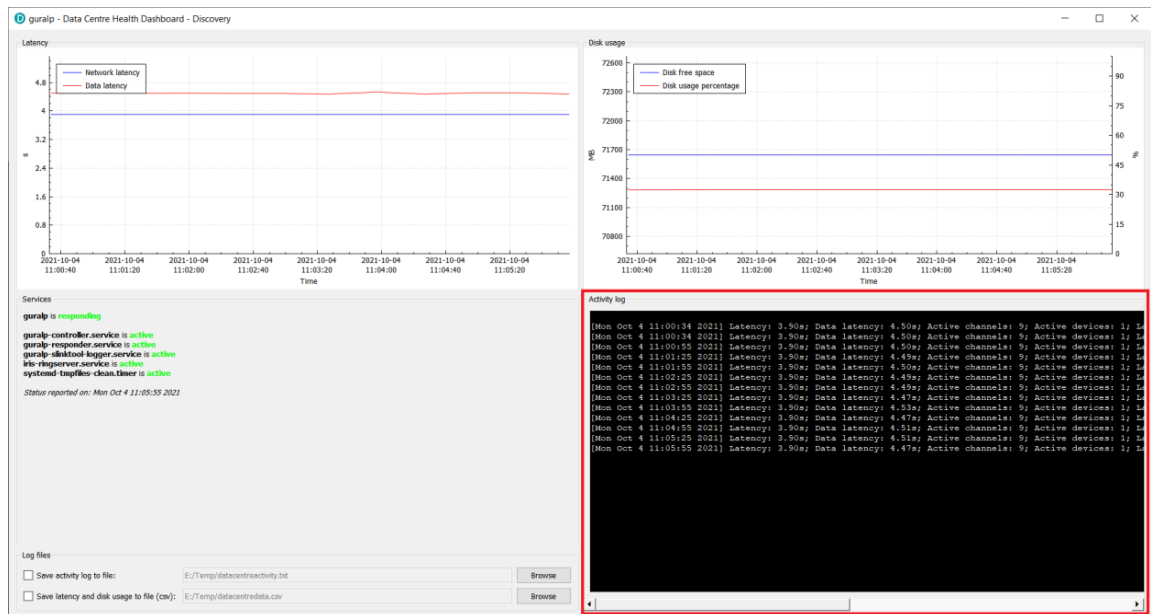 guralp - Data Centre Health Dashboard - Discovery
Latency
Network latency
Data latency
4.8
4
3.2
2.4
1.6
0.8
0
s
2021-10-04 2021-10-04 2021-10-04 2021-10-04 2021-10-04 2021-10-04 2021-10-04 2021-10-04
11:00:40 11:01:20 11:02:00 11:02:40 11:03:20 11:04:00 11:04:40 11:05:20
Time
Disk usage
Disk free space
Disk usage percentage
72600
72300
72000
71700
71400
71100
70800
MB
90
75
60
45
30
15
0
%
2021-10-04 2021-10-04 2021-10-04 2021-10-04 2021-10-04 2021-10-04 2021-10-04 2021-10-04
11:00:40 11:01:20 11:02:00 11:02:40 11:03:20 11:04:00 11:04:40 11:05:20
Time
Services
guralp is responding
guralp-controller.service is active
guralp-responder.service is active
guralp-slinktool-logger.service is active
iris-ringserver.service is active
systemd-tmpfiles-clean.timer is active
Status reported on: Mon Oct 4 11:05:55 2021
Activity log
[Mon Oct 4 11:00:34 2021] Latency: 3.90s; Data latency: 4.50s; Active channels: 9; Active devices: 1; La
[Mon Oct 4 11:00:34 2021] Latency: 3.90s; Data latency: 4.50s; Active channels: 9; Active devices: 1; La
[Mon Oct 4 11:00:55 2021] Latency: 3.90s; Data latency: 4.50s; Active channels: 9; Active devices: 1; La
[Mon Oct 4 11:01:25 2021] Latency: 3.90s; Data latency: 4.49s; Active channels: 9; Active devices: 1; La
[Mon Oct 4 11:01:55 2021] Latency: 3.90s; Data latency: 4.50s; Active channels: 9; Active devices: 1; La
[Mon Oct 4 11:02:25 2021] Latency: 3.90s; Data latency: 4.49s; Active channels: 9; Active devices: 1; La
[Mon Oct 4 11:02:55 2021] Latency: 3.90s; Data latency: 4.49s; Active channels: 9; Active devices: 1; La
[Mon Oct 4 11:03:25 2021] Latency: 3.90s; Data latency: 4.47s; Active channels: 9; Active devices: 1; La
[Mon Oct 4 11:03:55 2021] Latency: 3.90s; Data latency: 4.53s; Active channels: 9; Active devices: 1; La
[Mon Oct 4 11:04:25 2021] Latency: 3.90s; Data latency: 4.47s; Active channels: 9; Active devices: 1; La
[Mon Oct 4 11:04:55 2021] Latency: 3.90s; Data latency: 4.51s; Active channels: 9; Active devices: 1; La
[Mon Oct 4 11:05:25 2021] Latency: 3.90s; Data latency: 4.51s; Active channels: 9; Active devices: 1; La
[Mon Oct 4 11:05:55 2021] Latency: 3.90s; Data latency: 4.47s; Active channels: 9; Active devices: 1; La
Log files
Save activity log to file: E:/Temp/datacentreactivity.txt Browse
Save latency and disk usage to file (csv): E:/Temp/datacentredata.csv Browse